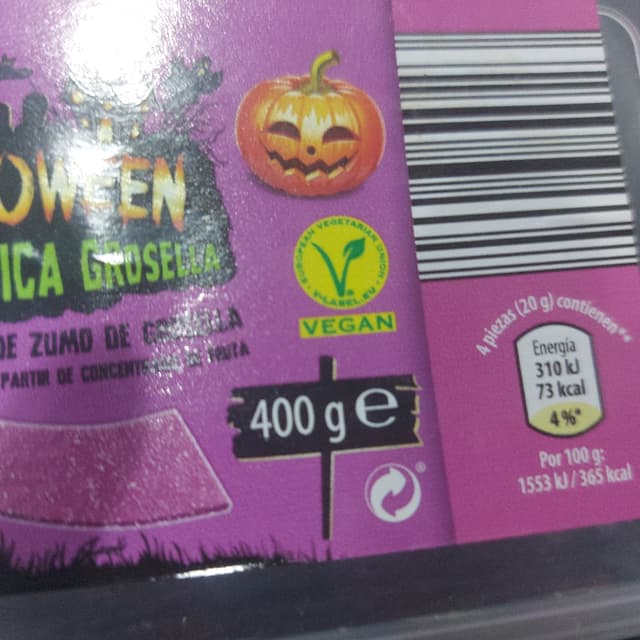 OWEEN
ICA GROSELLA
DE ZUMO DE GROSELLA
PARTIR DE CONCENTRADO DE FRUTA
EUROPEAN VEGETARIAN UNION
V-LABEL.EU
VEGAN
400 g e
4 piezas (20 g) contienen**
Energía
310 kJ
73 kcal
4%*
Por 100 g:
1553 kJ / 365 kcal